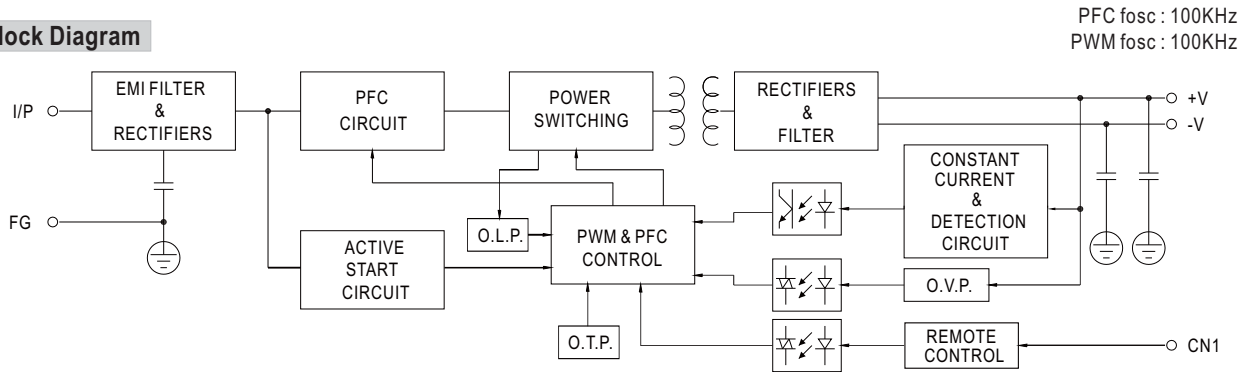 PFC fosc : 100KHz
PWM fosc : 100KHz
lock Diagram
I/P
EMI FILTER
&
RECTIFIERS
PFC
CIRCUIT
POWER
SWITCHING
RECTIFIERS
&
FILTER
+V
-V
FG
ACTIVE
START
CIRCUIT
O.L.P.
PWM & PFC
CONTROL
O.T.P.
CONSTANT
CURRENT
&
DETECTION
CIRCUIT
O.V.P.
REMOTE
CONTROL
CN1